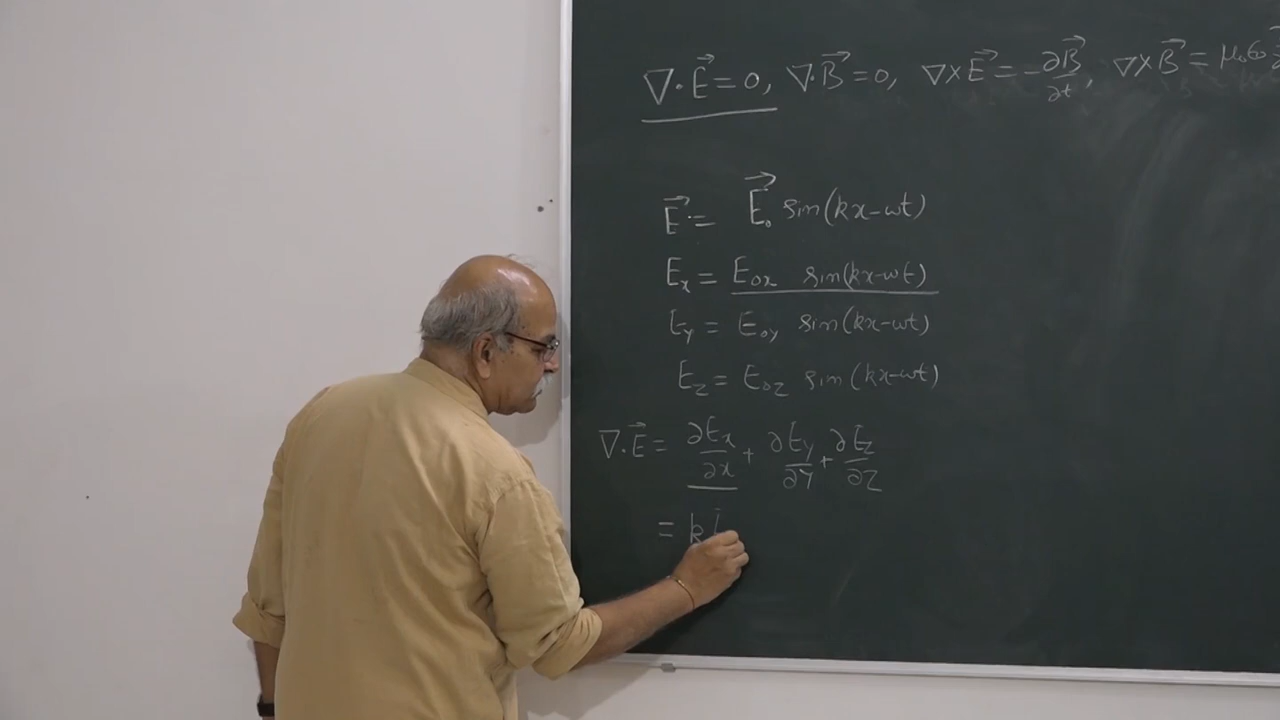 ∇·E⃗ = 0, ∇·B⃗ = 0, ∇×E⃗ = -∂B⃗/∂t, ∇×B⃗ = μ₀ε₀
E⃗ = E⃗₀ sin(kx-ωt)
Eₓ = E₀ₓ sin(kx-ωt)
E_y = E₀y sin(kx-ωt)
E_z = E₀z sin(kx-ωt)
∇·E⃗ = ∂Eₓ/∂x + ∂E_y/∂y + ∂E_z/∂z
= k